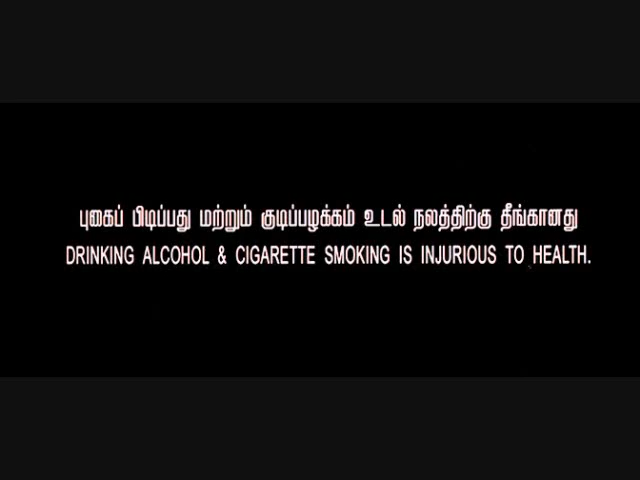 புகைப் பிடிப்பது மற்றும் குடிப்பழக்கம் உடல் நலத்திற்கு தீங்கானது
DRINKING ALCOHOL & CIGARETTE SMOKING IS INJURIOUS TO HEALTH.